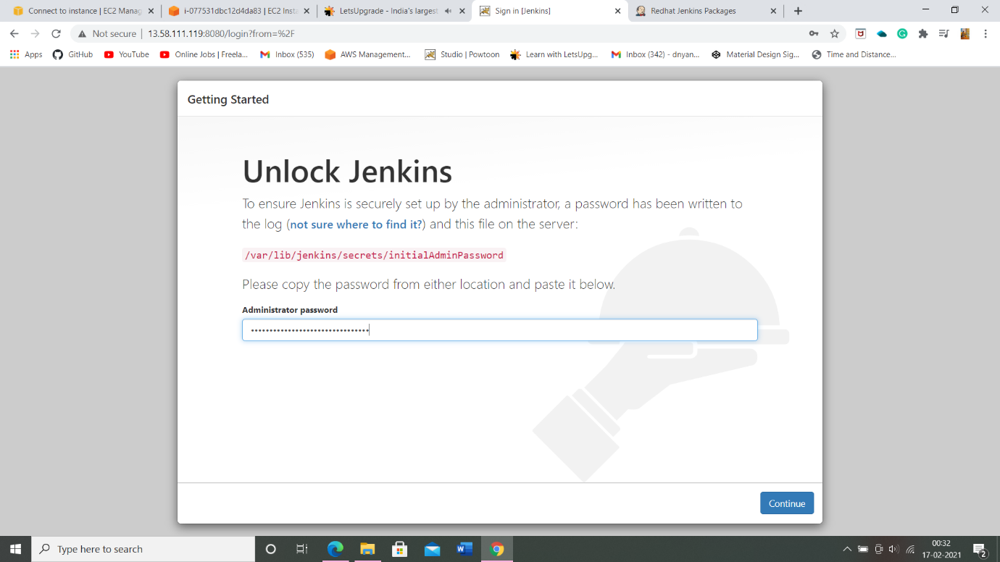 Connect to instance | EC2 Manag
i-077531dbc12d4da83 | EC2 Insta
LetsUpgrade - India's largest
Sign in [Jenkins]
Redhat Jenkins Packages
Not secure | 13.58.111.119:8080/login?from=%2F
Apps
GitHub
YouTube
Online Jobs | Freela...
Inbox (535)
AWS Management...
Studio | Powtoon
Learn with LetsUpg...
Inbox (342) - dnyan...
Material Design Sig...
Time and Distance...
Getting Started
Unlock Jenkins
To ensure Jenkins is securely set up by the administrator, a password has been written to
the log (not sure where to find it?) and this file on the server:
/var/lib/jenkins/secrets/initialAdminPassword
Please copy the password from either location and paste it below.
Administrator password
Continue
Type here to search
00:32
17-02-2021
2